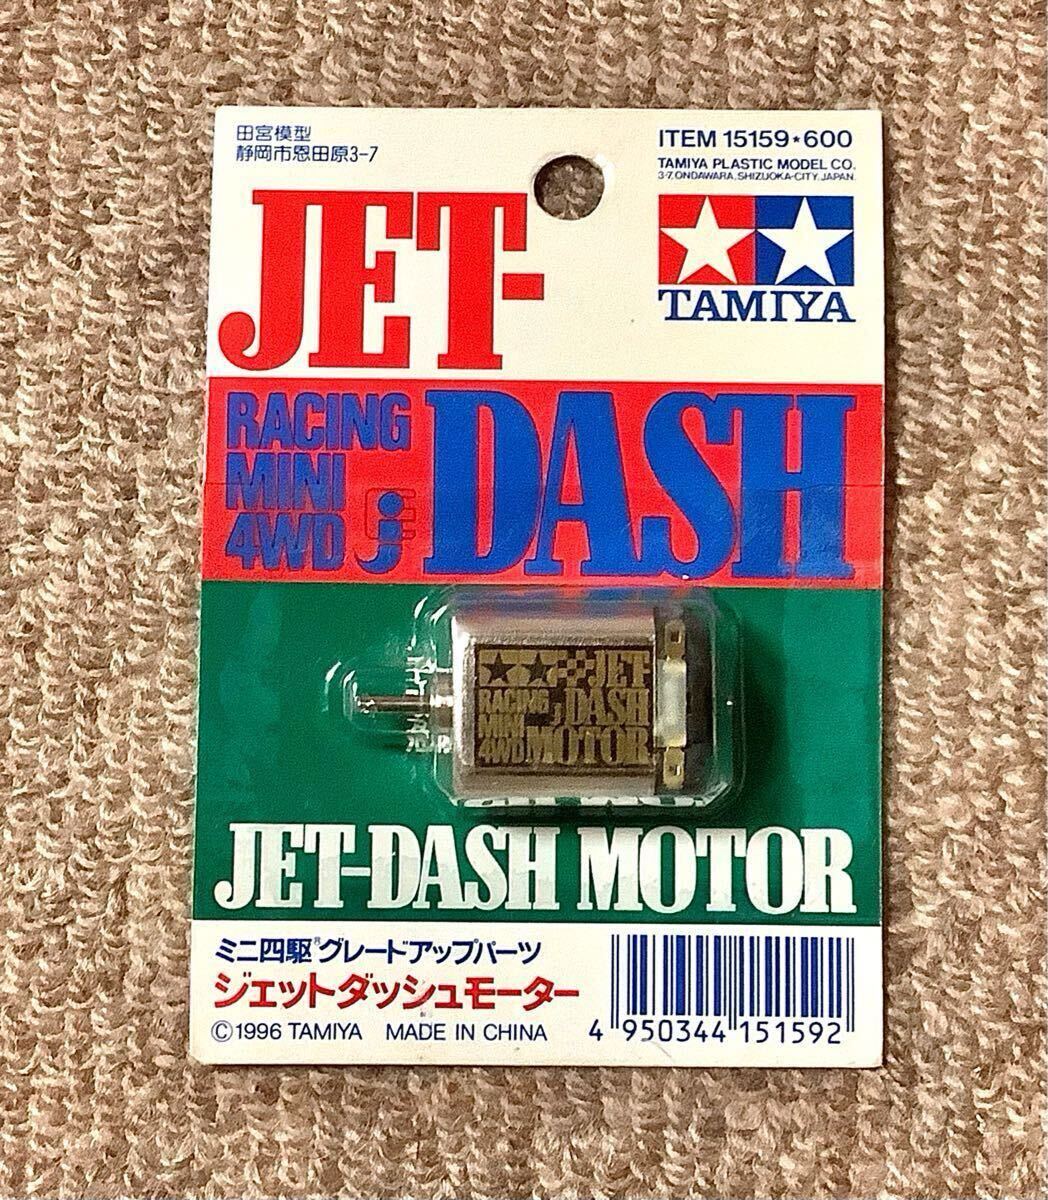 田宮模型
静岡市恩田原3-7
ITEM 15159★600
TAMIYA PLASTIC MODEL CO.
3-7, ONDAWARA, SHIZUOKA-CITY, JAPAN.
TAMIYA
JET-
DASH
RACING
MINI
4WD
JET-
DASH
MOTOR
RACING
MINI
4WD
JET-DASH MOTOR
ミニ四駆®グレードアップパーツ
ジェットダッシュモーター
©1996 TAMIYA MADE IN CHINA
4 950344 151592